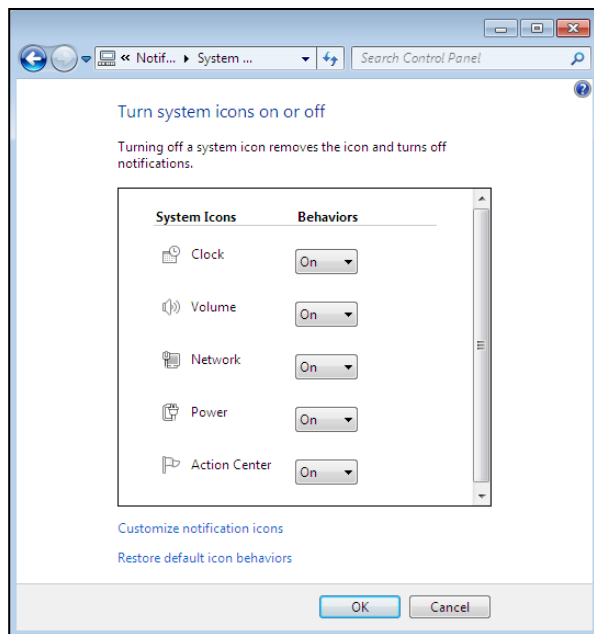 « Notif... ▸ System ...
Search Control Panel
Turn system icons on or off
Turning off a system icon removes the icon and turns off
notifications.
System Icons Behaviors
Clock On
Volume On
Network On
Power On
Action Center On
Customize notification icons
Restore default icon behaviors
OK Cancel